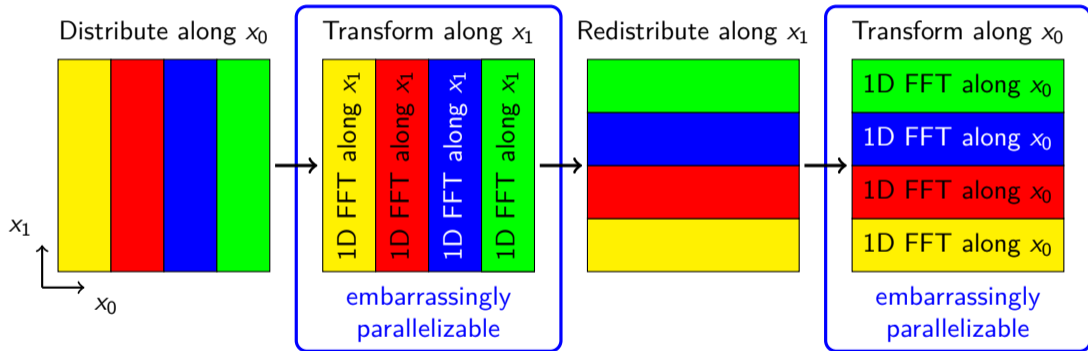 Distribute along x₀
Transform along x₁
Redistribute along x₁
Transform along x₀
x₁
x₀
1D FFT along x₁
1D FFT along x₁
1D FFT along x₁
1D FFT along x₁
embarrassingly
parallelizable
1D FFT along x₀
1D FFT along x₀
1D FFT along x₀
1D FFT along x₀
embarrassingly
parallelizable